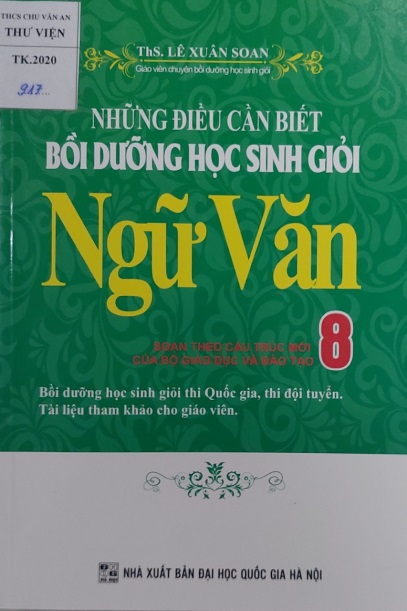 THCS CHU VĂN AN
THƯ VIỆN
TK.2020
917...
ThS. LÊ XUÂN SOAN
Giáo viên chuyên bồi dưỡng học sinh giỏi
NHỮNG ĐIỀU CẦN BIẾT
BỒI DƯỠNG HỌC SINH GIỎI
Ngữ Văn
8
SOẠN THEO CẤU TRÚC MỚI
CỦA BỘ GIÁO DỤC VÀ ĐÀO TẠO
Bồi dưỡng học sinh giỏi thi Quốc gia, thi đội tuyển.
Tài liệu tham khảo cho giáo viên.
NHÀ XUẤT BẢN ĐẠI HỌC QUỐC GIA HÀ NỘI